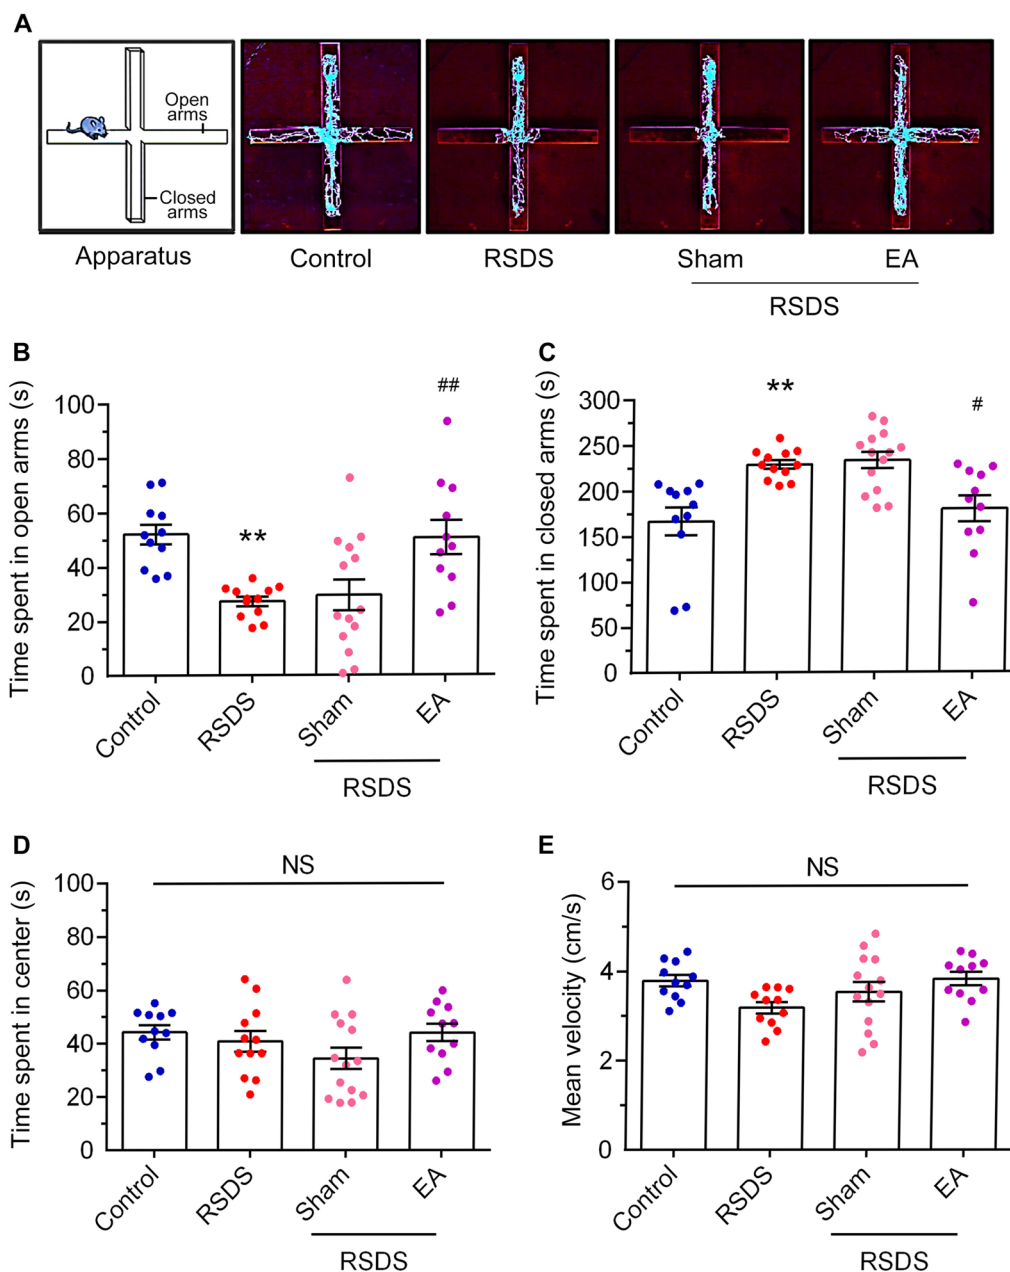 A
Open
arms
Closed
arms
Apparatus
Control
RSDS
Sham
EA
RSDS
B
Time spent in open arms (s)
100
80
60
40
20
0
**
##
Control
RSDS
Sham
EA
RSDS
C
Time spent in closed arms (s)
300
250
200
150
100
50
0
**
#
Control
RSDS
Sham
EA
RSDS
D
Time spent in center (s)
100
80
60
40
20
0
NS
Control
RSDS
Sham
EA
RSDS
E
Mean velocity (cm/s)
6
4
2
0
NS
Control
RSDS
Sham
EA
RSDS